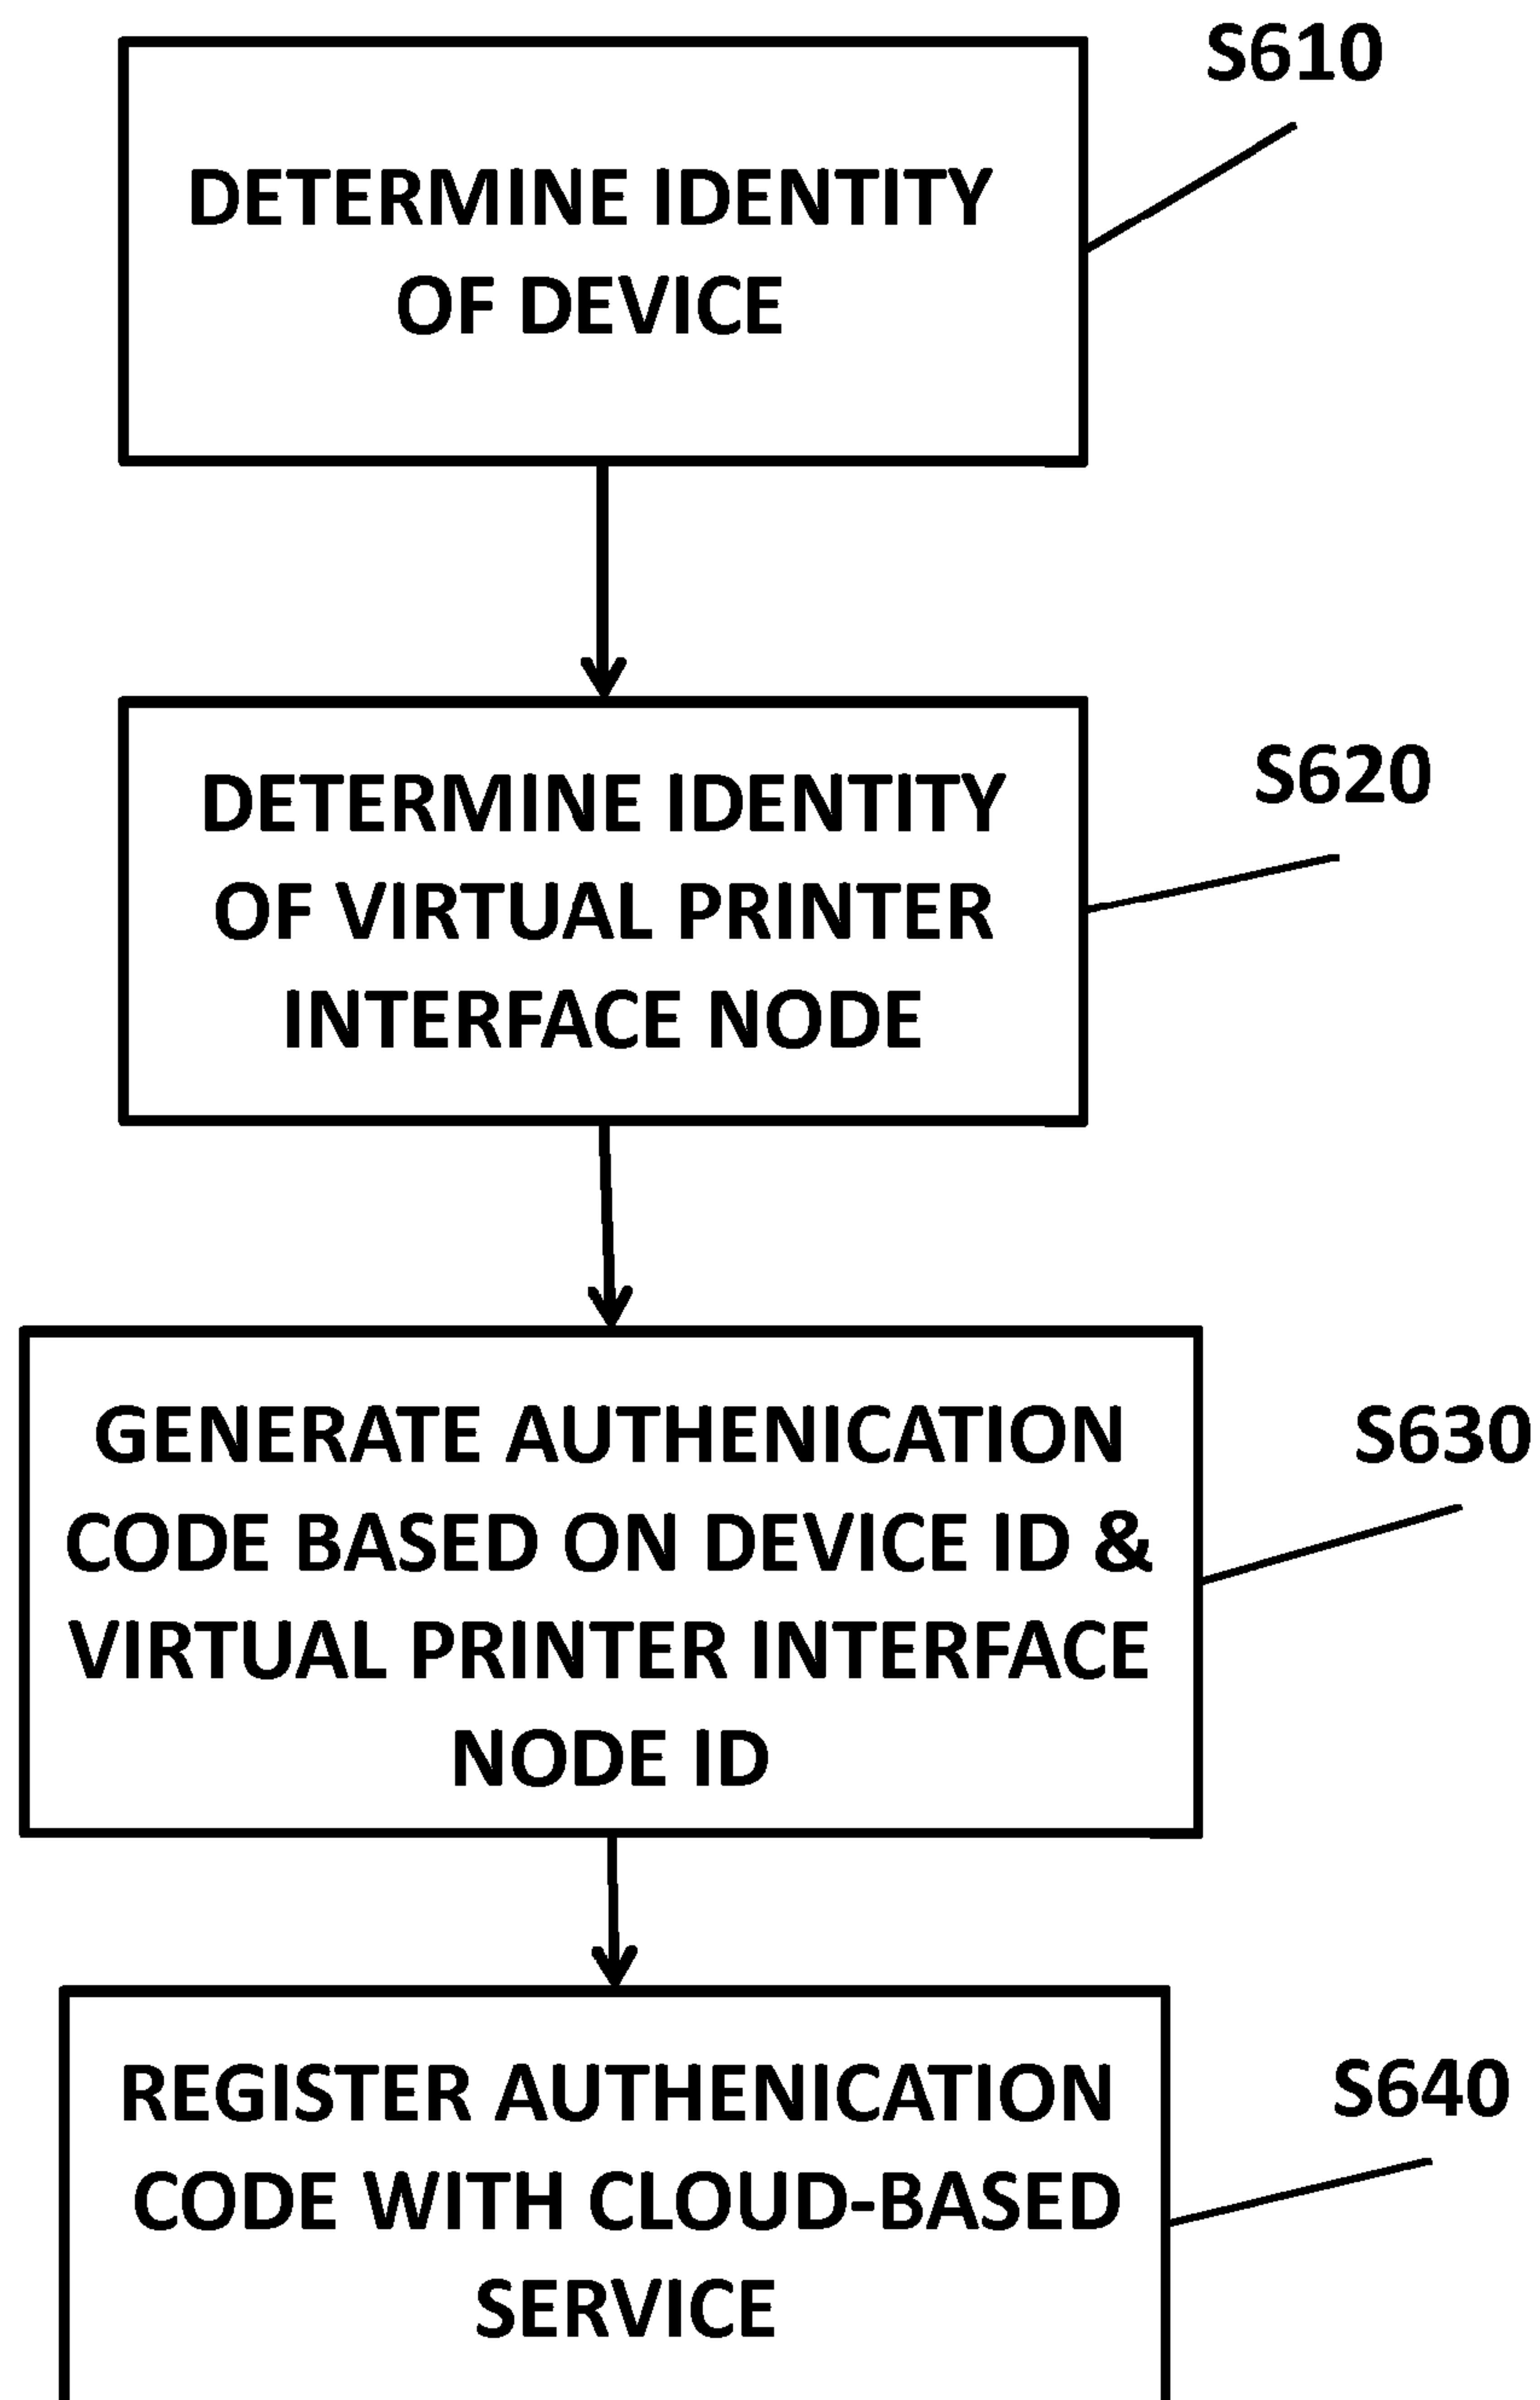 S610
DETERMINE IDENTITY
OF DEVICE
S620
DETERMINE IDENTITY
OF VIRTUAL PRINTER
INTERFACE NODE
S630
GENERATE AUTHENICATION
CODE BASED ON DEVICE ID &
VIRTUAL PRINTER INTERFACE
NODE ID
S640
REGISTER AUTHENICATION
CODE WITH CLOUD-BASED
SERVICE